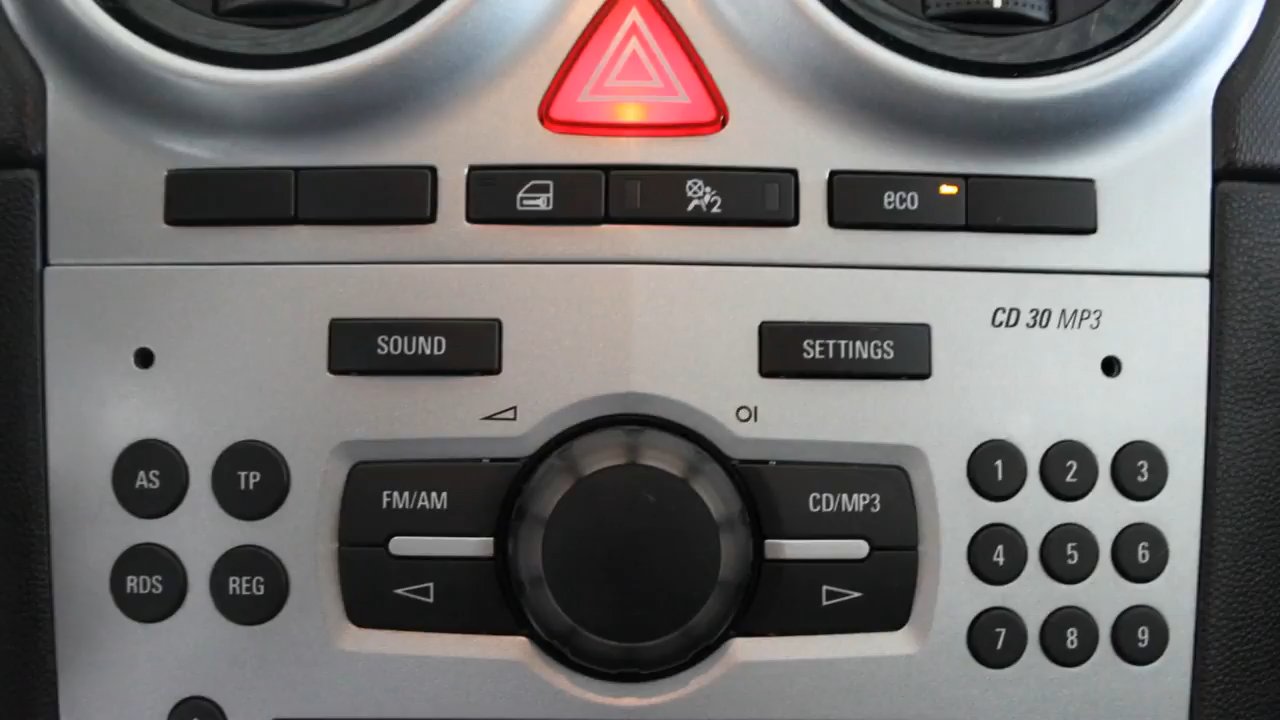 2
eco
CD 30 MP3
SOUND
SETTINGS
AS
TP
FM/AM
CD/MP3
1
2
3
RDS
REG
4
5
6
7
8
9